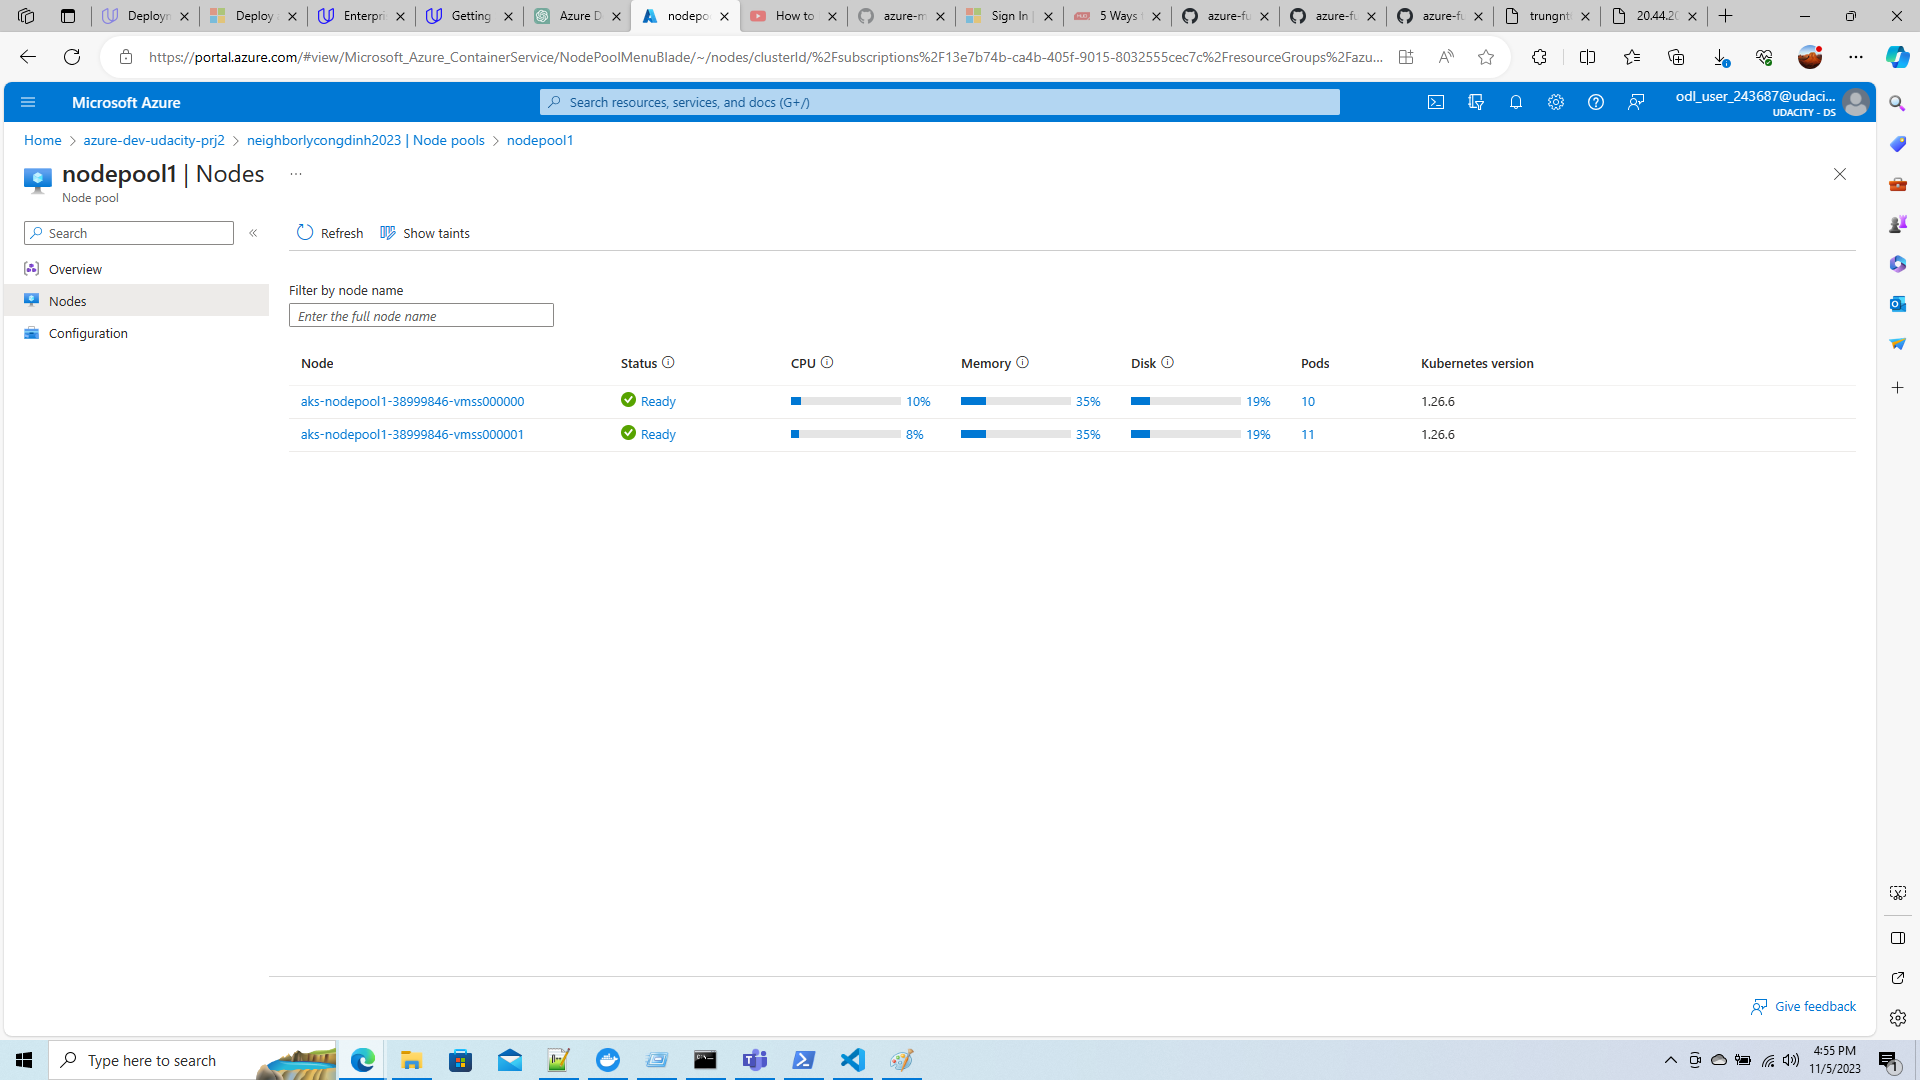 Deploym
Deploy a
Enterpris
Getting
Azure De
nodepoo
How to
azure-m
Sign In |
5 Ways
azure-fu
azure-fu
azure-fu
trungnt
20.44.20
https://portal.azure.com/#view/Microsoft_Azure_ContainerService/NodePoolMenuBlade/~/nodes/clusterId/%2Fsubscriptions%2F13e7b74b-ca4b-405f-9015-8032555cec7c%2FresourceGroups%2Fazu...
Microsoft Azure
Search resources, services, and docs (G+/)
odl_user_243687@udaci...
UDACITY - DS
Home > azure-dev-udacity-prj2 > neighborlycongdinh2023 | Node pools > nodepool1
nodepool1 | Nodes ...
Node pool
Search
«
Refresh
Show taints
Overview
Nodes
Configuration
Filter by node name
Enter the full node name
Node Status CPU Memory Disk Pods Kubernetes version
aks-nodepool1-38999846-vmss000000 Ready 10% 35% 19% 10 1.26.6
aks-nodepool1-38999846-vmss000001 Ready 8% 35% 19% 11 1.26.6
Give feedback
Type here to search
4:55 PM
11/5/2023
1